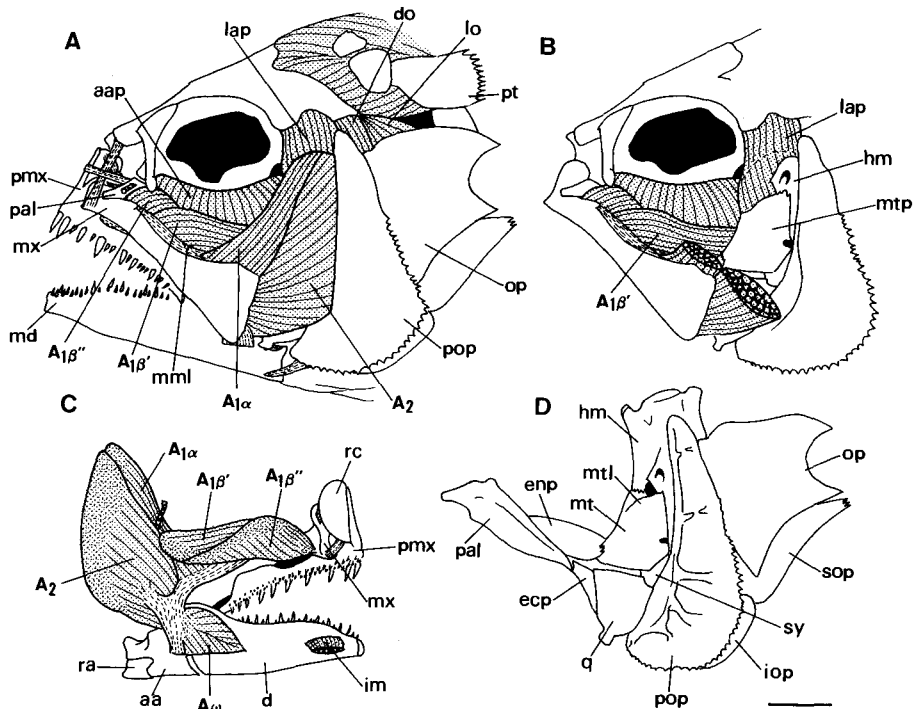 A
lap
do
lo
pt
aap
pmx
pal
mx
md
A1β''
A1β'
mml
A1α
A2
op
pop
B
lap
hm
mtp
A1β'
C
A1α
A1β'
A1β''
rc
pmx
mx
A2
ra
aa
Aω
d
im
D
hm
mtl
mt
enp
pal
ecp
q
pop
sy
iop
sop
op